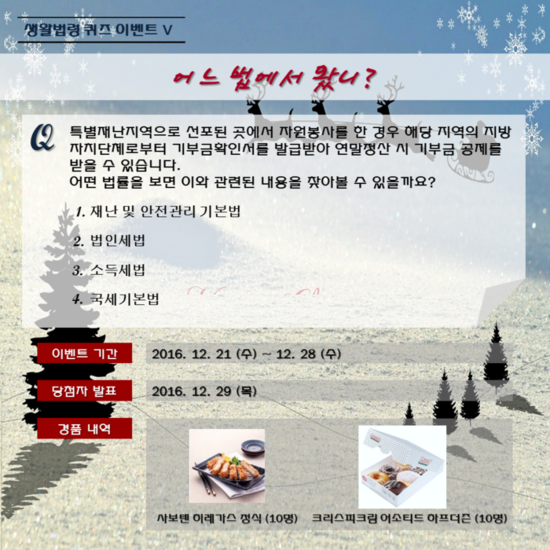 생활법령 퀴즈 이벤트 V
어느 법에서 봤니?
Q 특별재난지역으로 선포된 곳에서 자원봉사를 한 경우 해당 지역의 지방
자치단체로부터 기부금확인서를 발급받아 연말정산 시 기부금 공제를
받을 수 있습니다.
어떤 법률을 보면 이와 관련된 내용을 찾아볼 수 있을까요?
1. 재난 및 안전관리 기본법
2. 법인세법
3. 소득세법
4. 국세기본법
이벤트 기간 2016. 12. 21 (수) ~ 12. 28 (수)
당첨자 발표 2016. 12. 29 (목)
경품 내역
사보텐 히레가스 정식 (10명) 크리스피크림 어소티드 하프더즌 (10명)